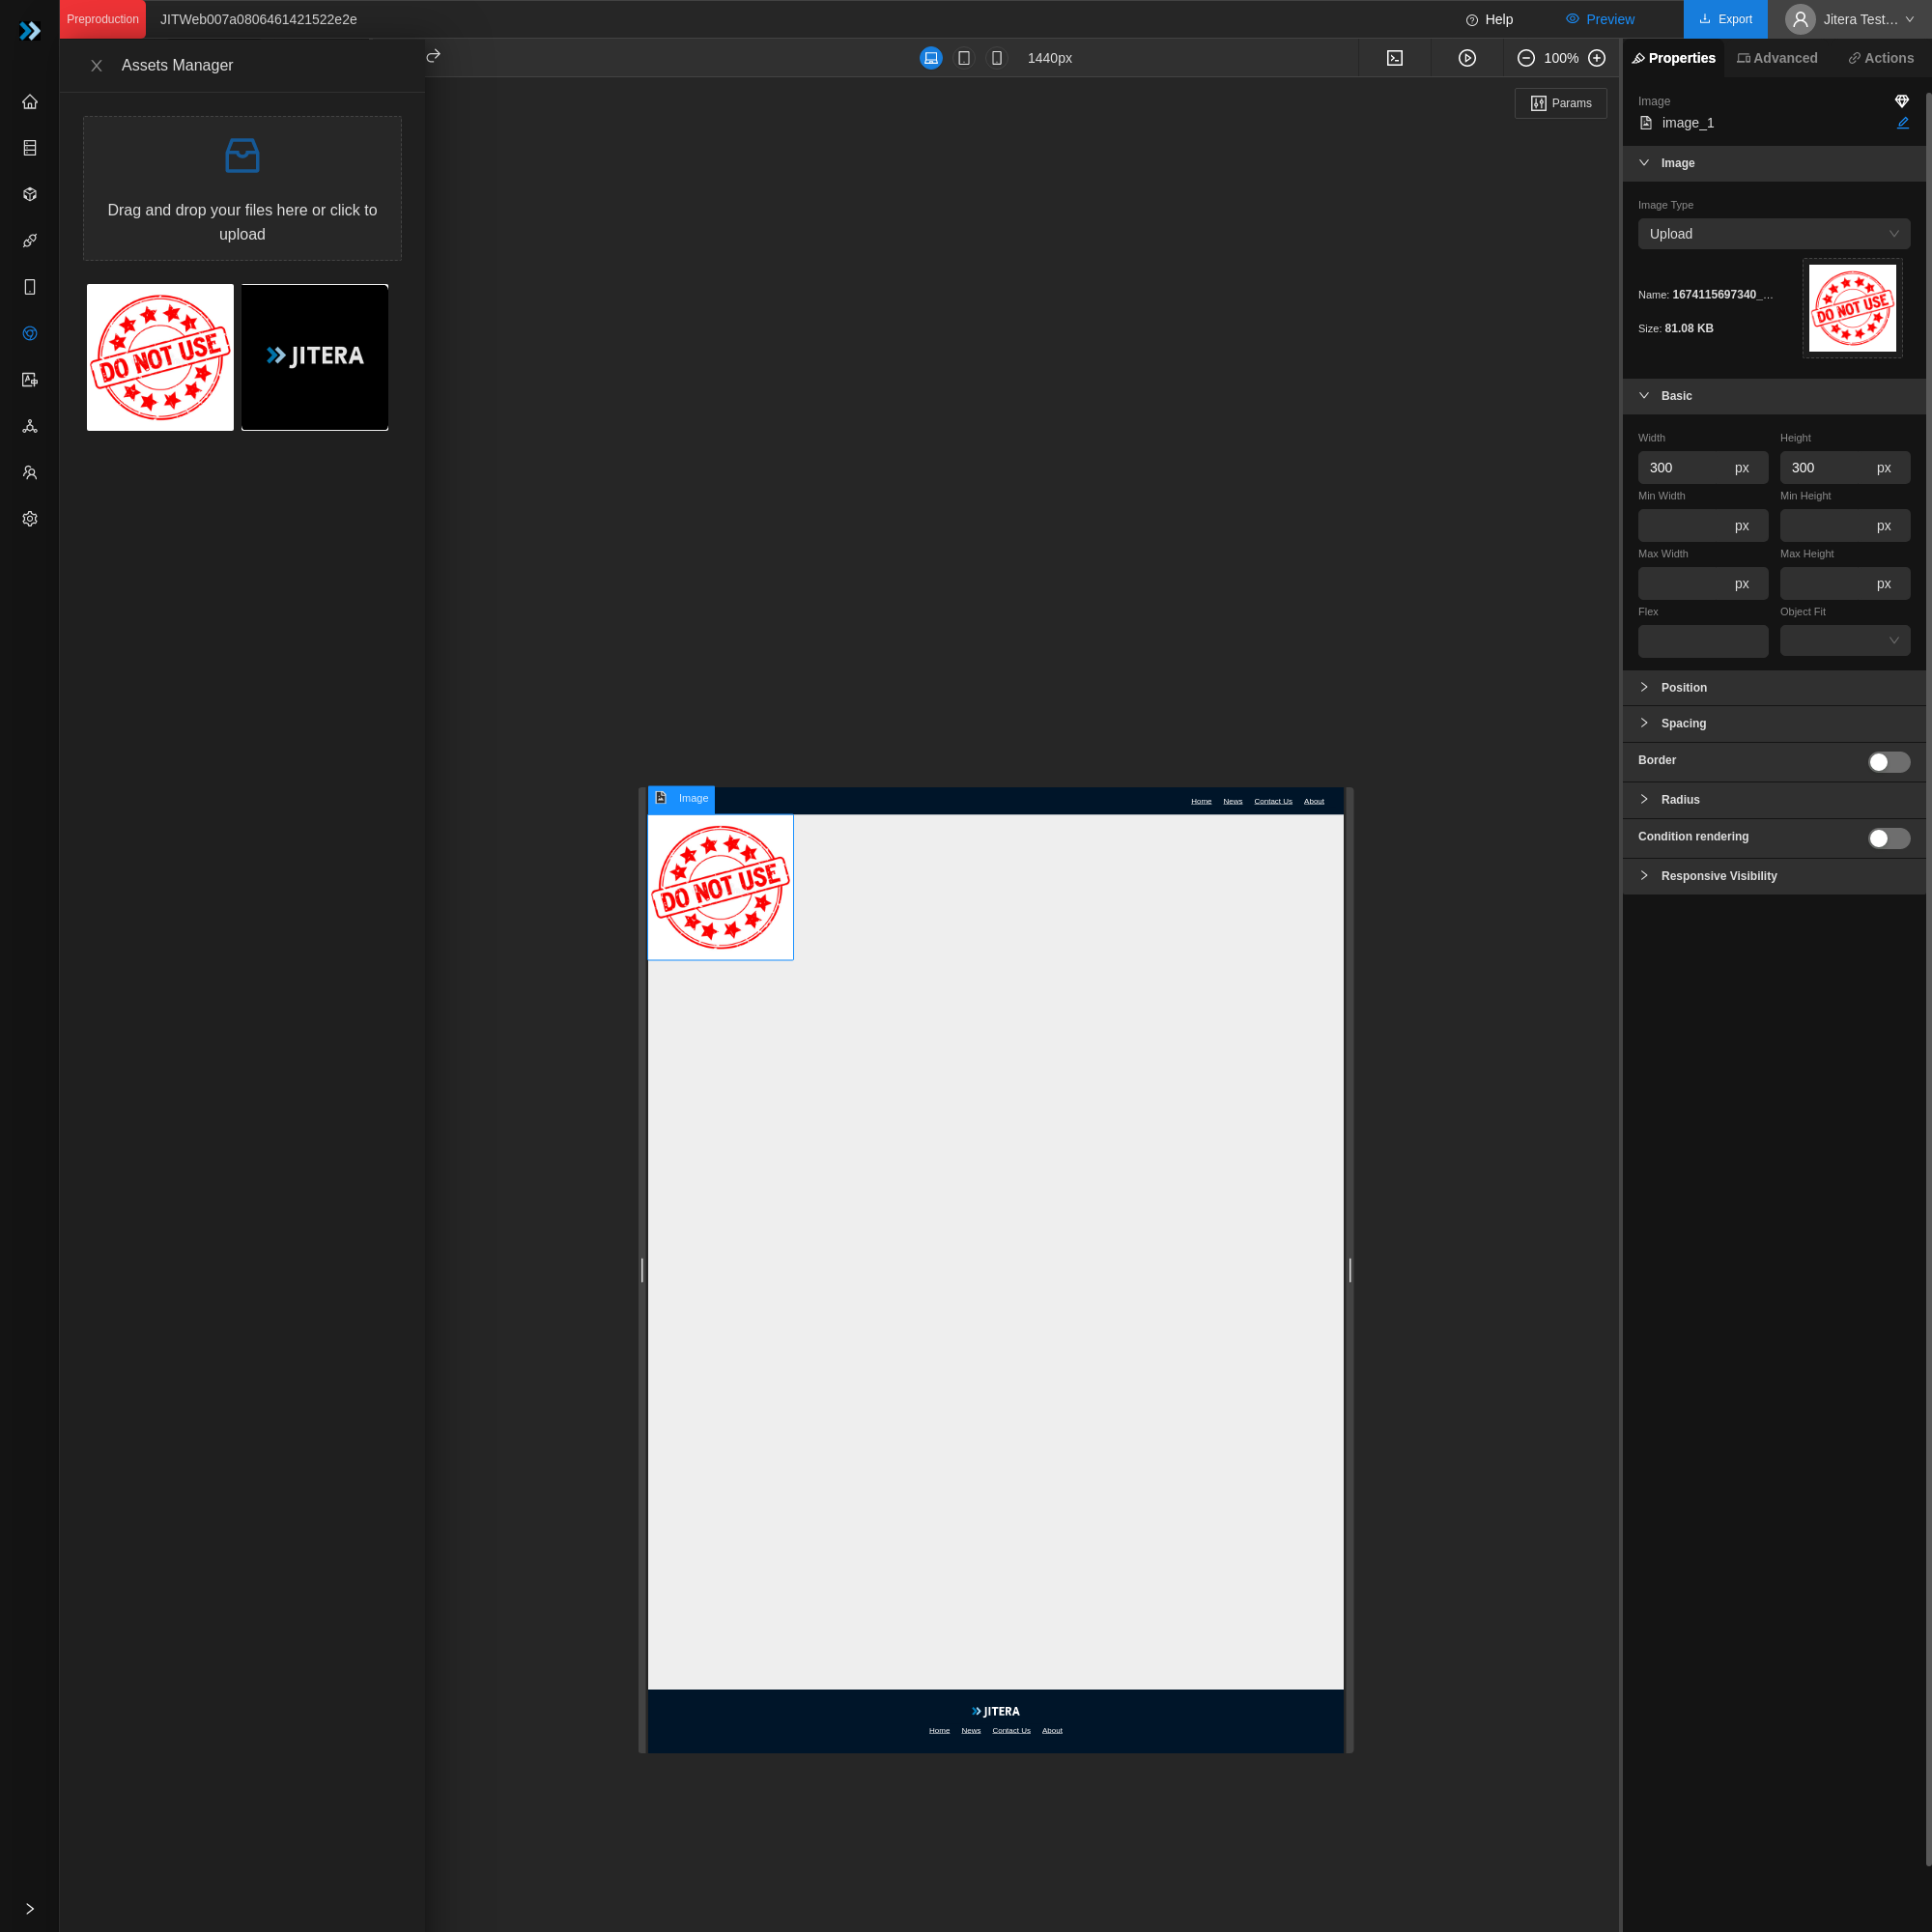 Preproduction
JITWeb007a0806461421522e2e
Help
Preview
Export
Jitera Test...
Assets Manager
1440px
100%
Properties
Advanced
Actions
Drag and drop your files here or click to
upload
DO NOT USE
JITERA
Params
Image
image_1
Image
Image Type
Upload
Name: 1674115697340_...
Size: 81.08 KB
DO NOT USE
Basic
Width
Height
300 px
300 px
Min Width
Min Height
px
px
Max Width
Max Height
px
px
Flex
Object Fit
Position
Spacing
Border
Radius
Condition rendering
Responsive Visibility
Image
Home
News
Contact Us
About
DO NOT USE
JITERA
Home
News
Contact Us
About